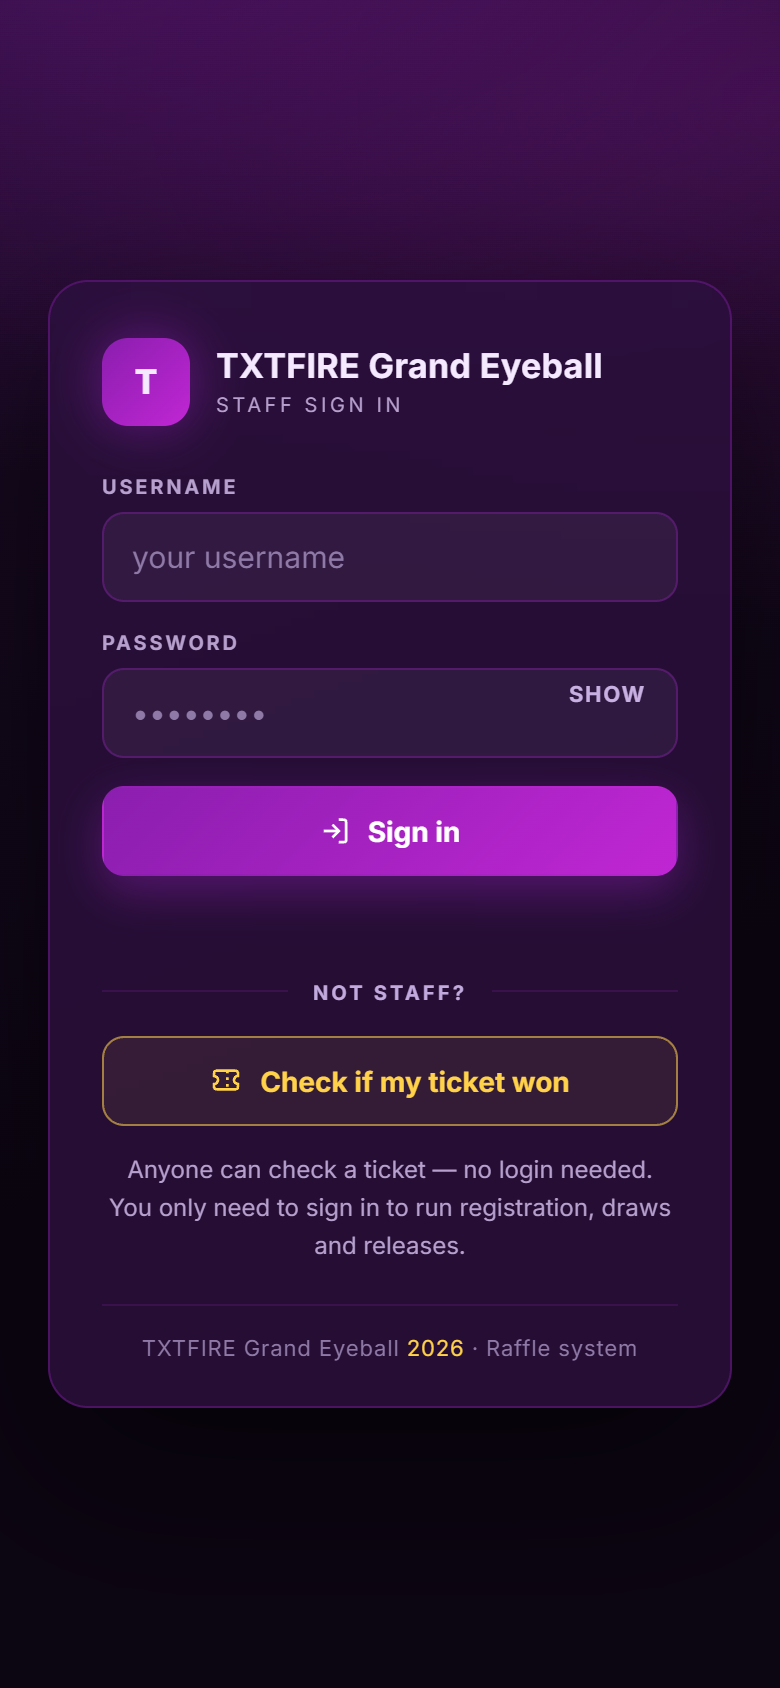 T
TXTFIRE Grand Eyeball
STAFF SIGN IN
USERNAME
your username
PASSWORD
••••••••
SHOW
Sign in
NOT STAFF?
Check if my ticket won
Anyone can check a ticket — no login needed.
You only need to sign in to run registration, draws
and releases.
TXTFIRE Grand Eyeball 2026 · Raffle system